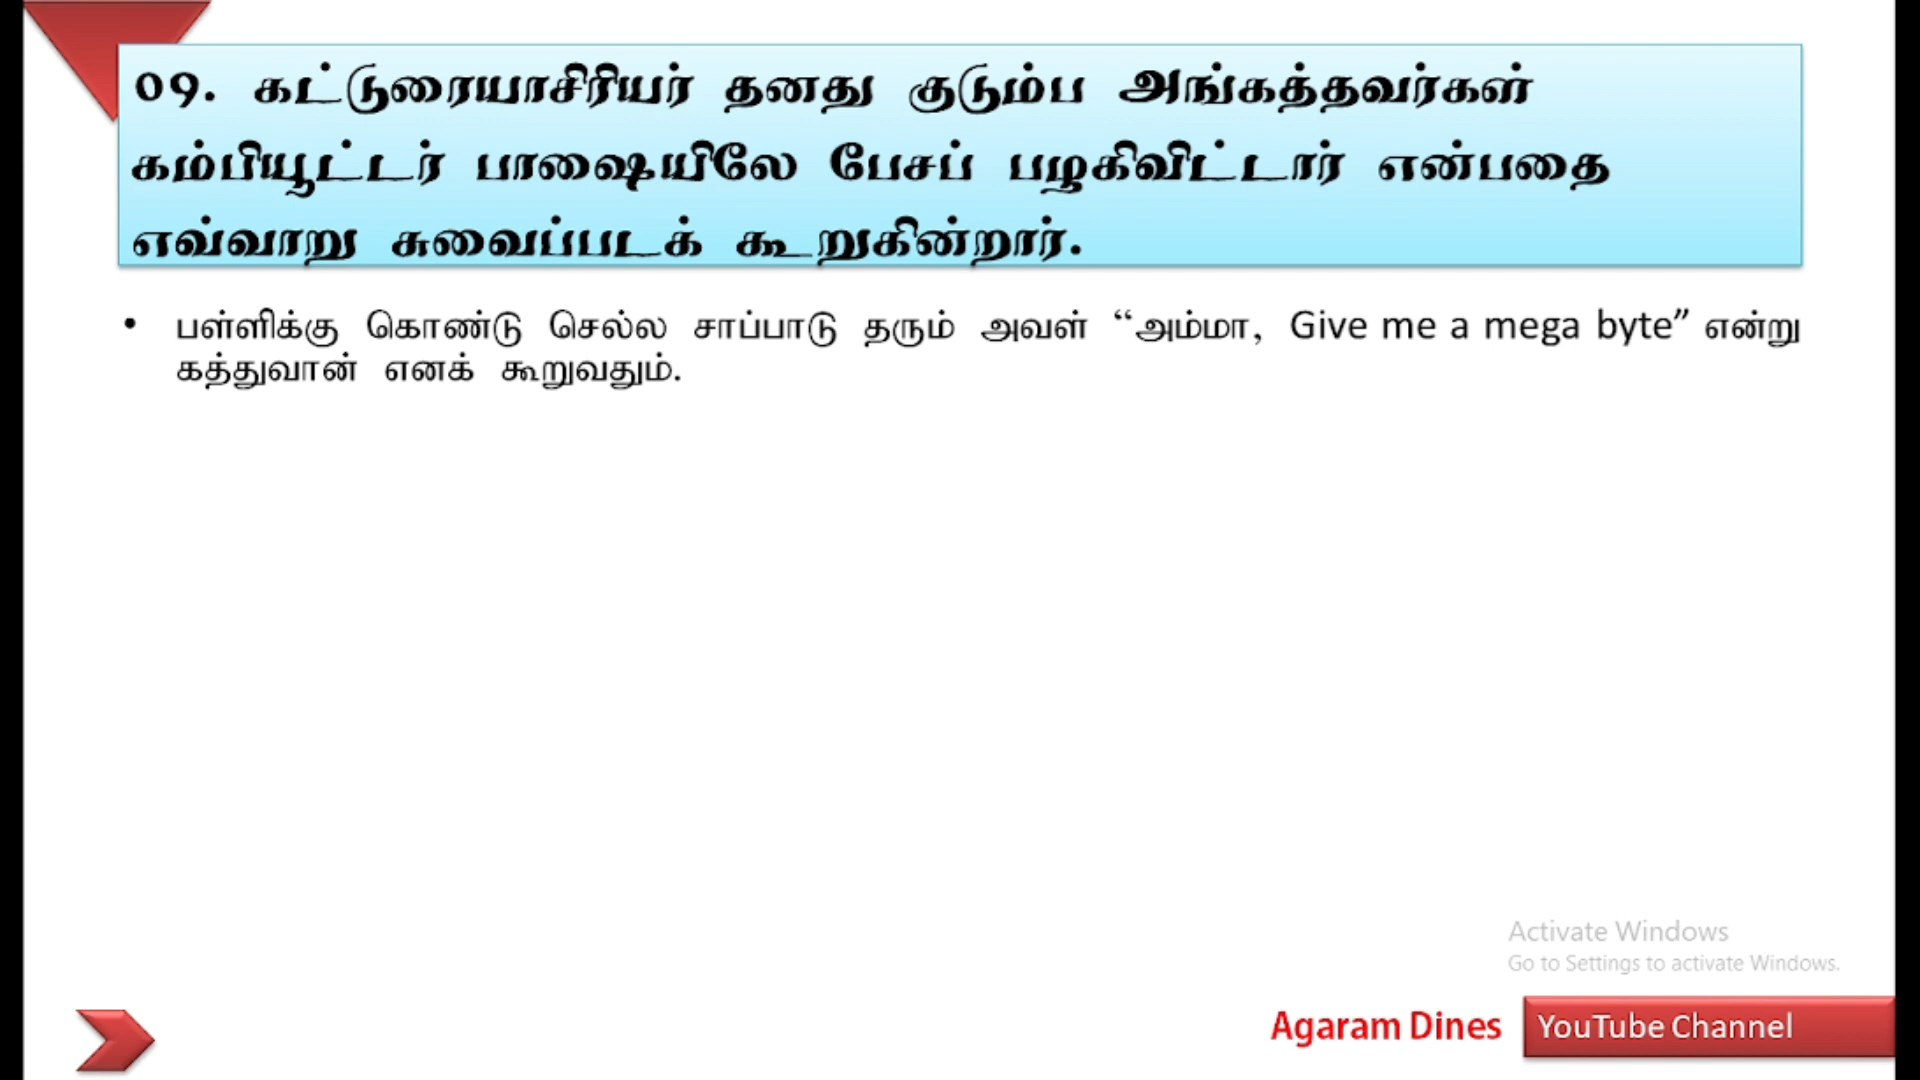 09. கட்டுரையாசிரியர் தனது குடும்ப அங்கத்தவர்கள்
கம்பியூட்டர் பாஷையிலே பேசப் பழகிவிட்டார் என்பதை
எவ்வாறு சுவைப்படக் கூறுகின்றார்.
• பள்ளிக்கு கொண்டு செல்ல சாப்பாடு தரும் அவள் “அம்மா, Give me a mega byte” என்று
கத்துவான் எனக் கூறுவதும்.
Activate Windows
Go to Settings to activate Windows.
Agaram Dines
YouTube Channel